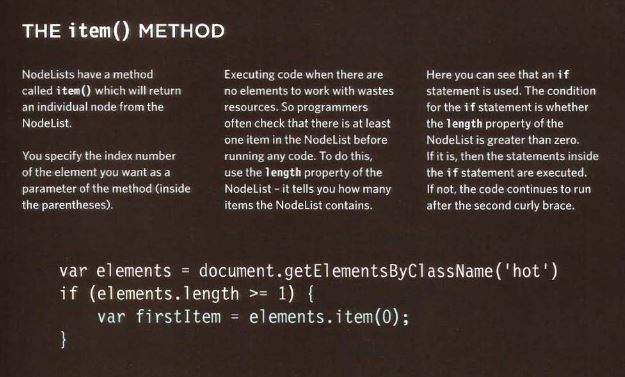 THE item() METHOD
NodeLists have a method
called item() which will return
an individual node from the
NodeList.
You specify the index number
of the element you want as a
parameter of the method (inside
the parentheses).
Executing code when there are
no elements to work with wastes
resources. So programmers
often check that there is at least
one item in the NodeList before
running any code. To do this,
use the length property of the
NodeList - it tells you how many
items the NodeList contains.
Here you can see that an if
statement is used. The condition
for the if statement is whether
the length property of the
NodeList is greater than zero.
If it is, then the statements inside
the if statement are executed.
If not, the code continues to run
after the second curly brace.
var elements = document.getElementsByClassName('hot')
if (elements.length >= 1) {
    var firstItem = elements.item(0);
}